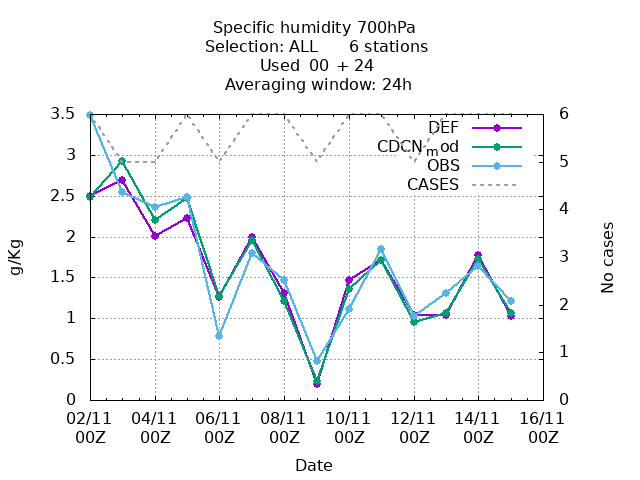 Specific humidity 700hPa
Selection: ALL 6 stations
Used 00 + 24
Averaging window: 24h
3.5
3
2.5
2
1.5
1
0.5
0
6
5
4
3
2
1
0
g/Kg
No cases
DEF
CDCN_mod
OBS
CASES
02/11 04/11 06/11 08/11 10/11 12/11 14/11 16/11
00Z 00Z 00Z 00Z 00Z 00Z 00Z 00Z
Date